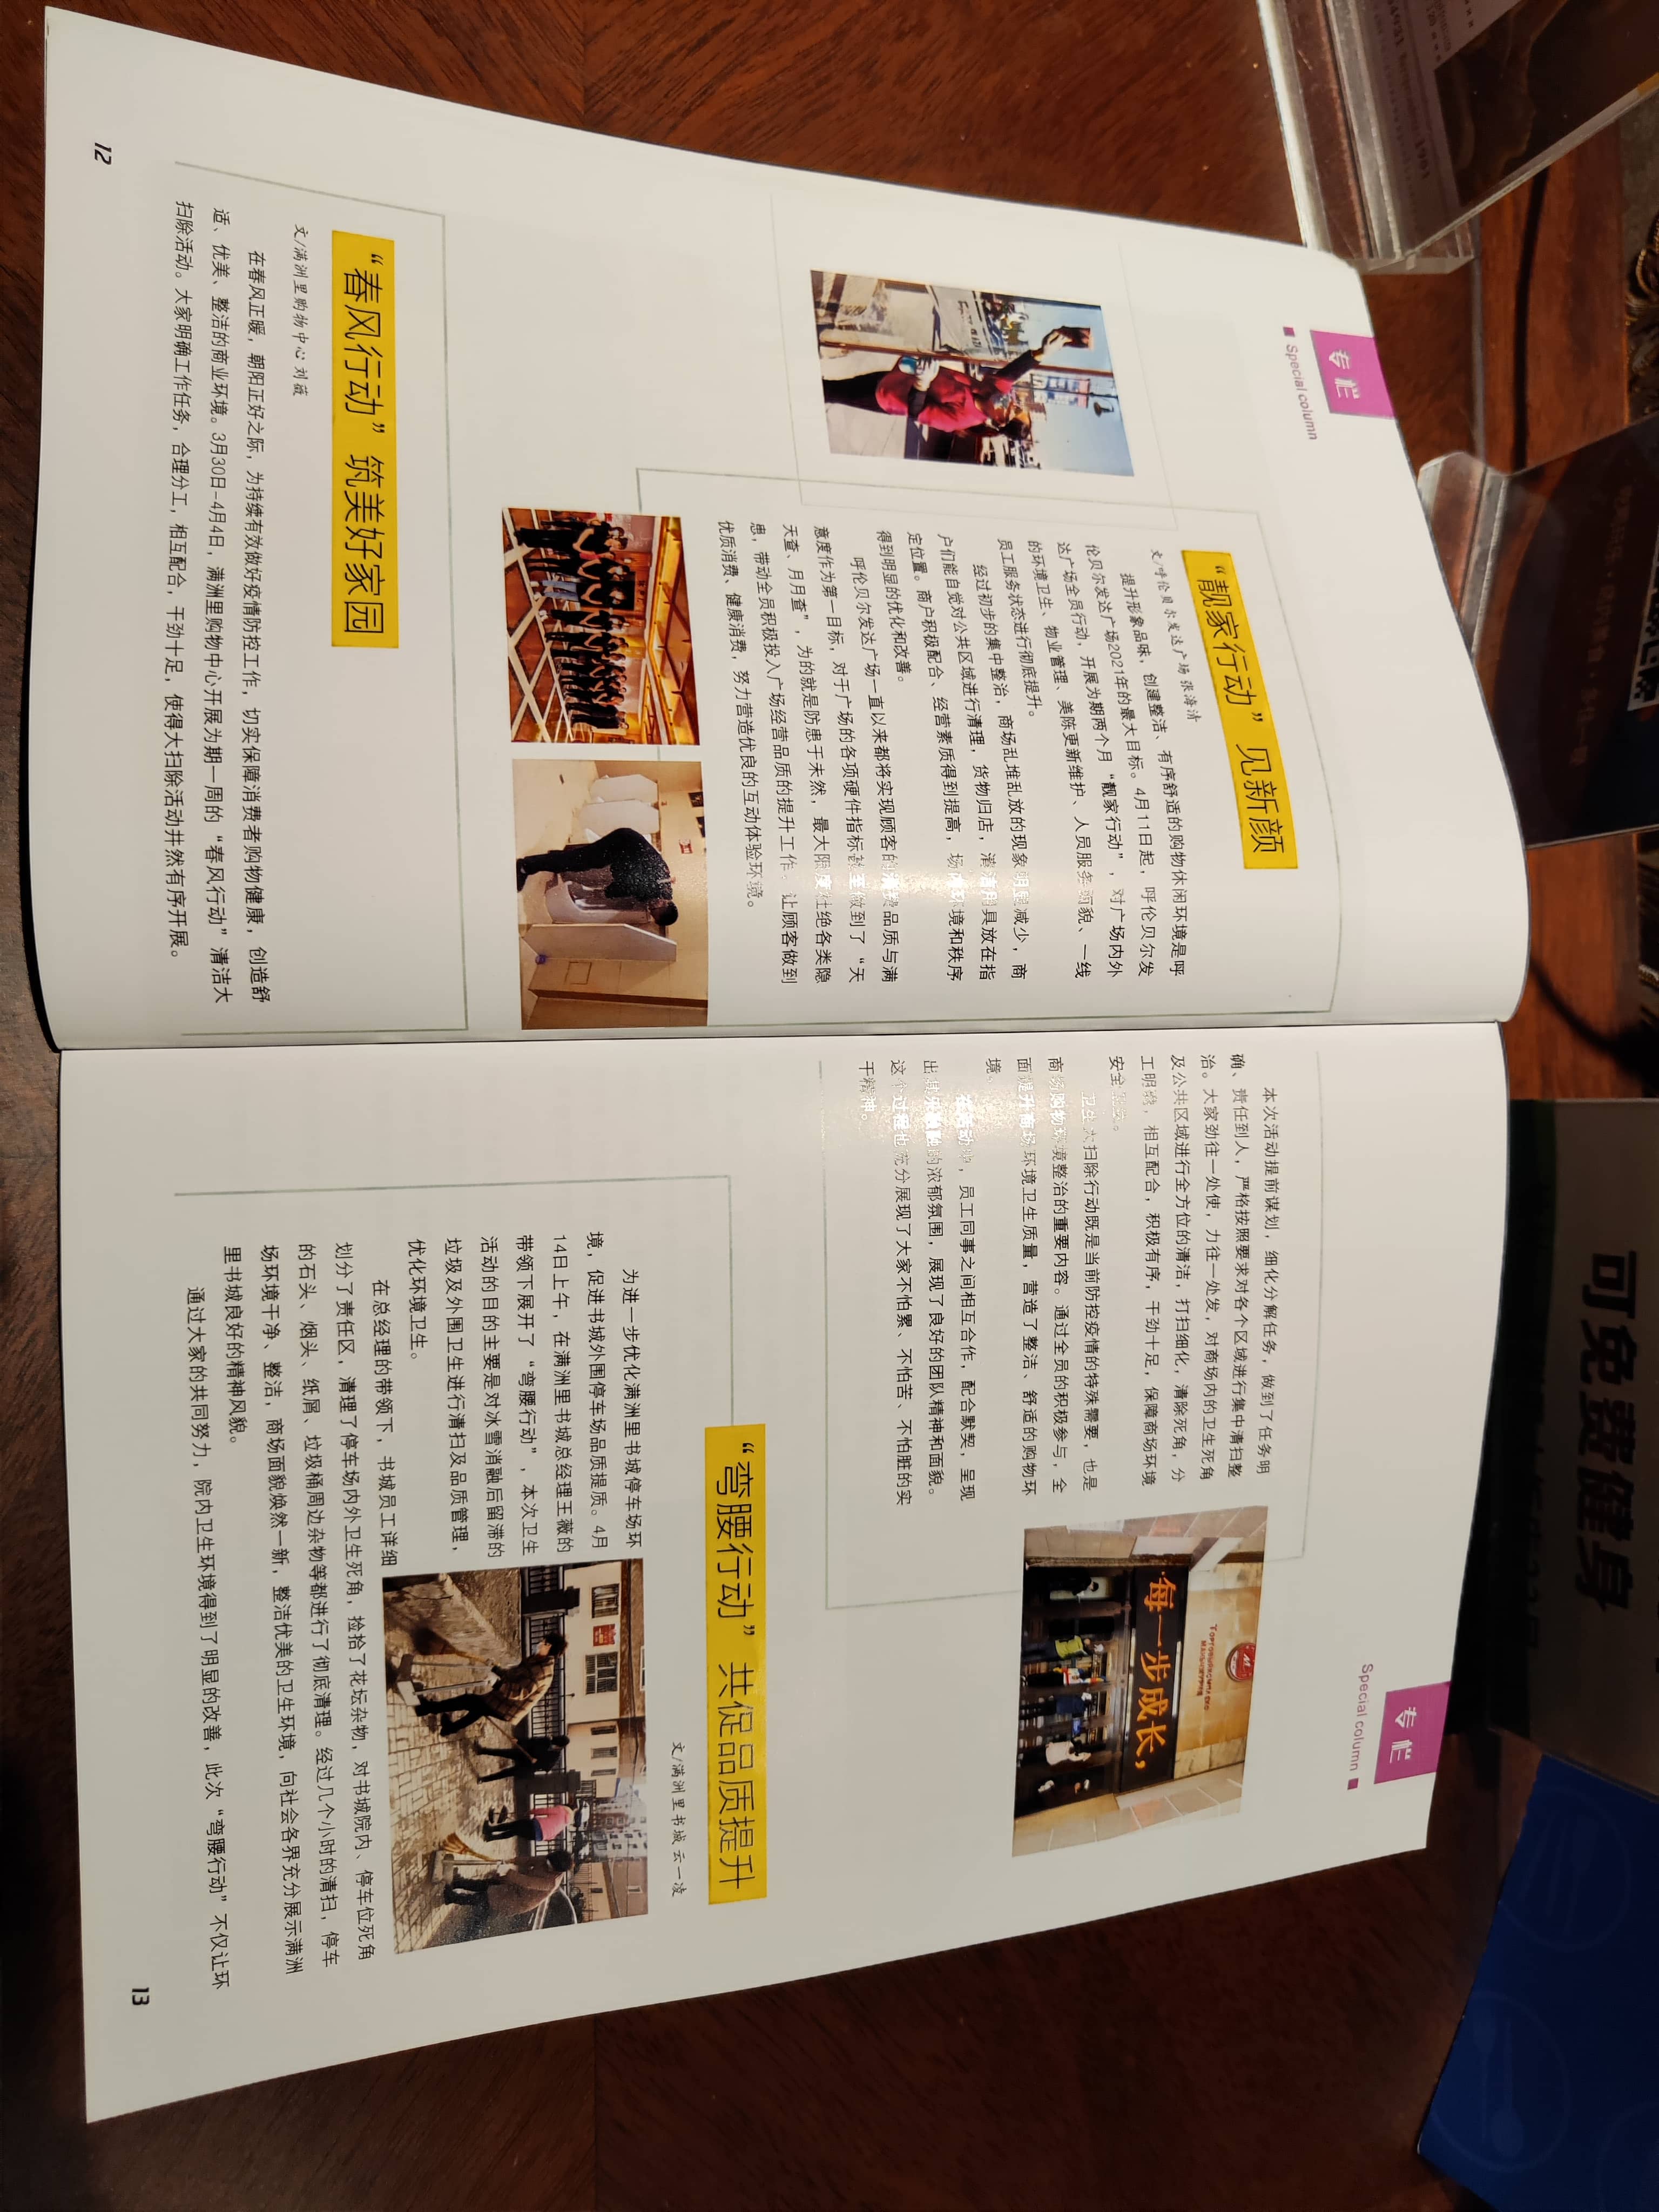 可免费健身
专栏
Special column
“靓家行动”见新颜
文/呼伦贝尔发达广场 张海清
提升形象品味，创建整洁、有序舒适的购物休闲环境是呼
伦贝尔发达广场2021年的最大目标。4月11日起，呼伦贝尔发
达广场全员行动，开展为期两个月“靓家行动”，对广场内外
的环境卫生、物业管理、美陈更新维护、人员服务面貌、一线
员工服务状态进行彻底提升。
经过初步的集中整治，商场乱堆乱放的现象明显减少，商
户们能自觉对公共区域进行清理，货物归店，清洁用具放在指
定位置。商户积极配合、经营素质得到提高，场内环境和秩序
得到明显的优化和改善。
呼伦贝尔发达广场一直以来都将实现顾客的消费品质与满
意度作为第一目标，对于广场的各项硬件指标甚至做到了“天
天查、月月查”，为的就是防患于未然，最大限度杜绝各类隐
患，带动全员积极投入广场经营品质的提升工作。让顾客做到
优质消费、健康消费，努力营造优良的互动体验环境。
“春风行动”筑美好家园
文/满洲里购物中心 刘薇
在春风正暖，朝阳正好之际，为持续有效做好疫情防控工作，切实保障消费者购物健康，创造舒
适、优美、整洁的商业环境。3月30日-4月4日，满洲里购物中心开展为期一周的“春风行动”清洁大
扫除活动。大家明确工作任务，合理分工，相互配合，干劲十足，使得大扫除活动井然有序开展。
12
专栏
Special column
本次活动提前谋划，细化分解任务，做到了任务明
确、责任到人，严格按照要求对各个区域进行集中清扫整
治。大家劲往一处使，力往一处发，对商场内的卫生死角
及公共区域进行全方位的清洁，打扫细化，清除死角，分
工明确，相互配合，积极有序，干劲十足，保障商场环境
安全
卫生大扫除行动既是当前防控疫情的特殊需要，也是
商场购物环境整治的重要内容。通过全员的积极参与，全
面提升商场环境卫生质量，营造了整洁、舒适的购物环
境。
在活动中，员工同事之间相互合作，配合默契，呈现
出其乐融融的浓郁氛围，展现了良好的团队精神和面貌。
这个过程也充分展现了大家不怕累、不怕苦、不怕脏的实
干精神。
ТОРГОВЫЙ КОМПЛЕКС
МАНЬЧЖУРИЯ
每一步成长，
“弯腰行动”共促品质提升
文/满洲里书城 云一凌
为进一步优化满洲里书城停车场环
境，促进书城外围停车场品质提质。4月
14日上午，在满洲里书城总经理王薇的
带领下展开了“弯腰行动”，本次卫生
活动的目的主要是对冰雪消融后留滞的
垃圾及外围卫生进行清扫及品质管理，
优化环境卫生。
在总经理的带领下，书城员工详细
划分了责任区，清理了停车场内外卫生死角，捡拾了花坛杂物，对书城院内、停车位死角
的石头、烟头、纸屑、垃圾桶周边杂物等都进行了彻底清理。经过几个小时的清扫，停车
场环境干净、整洁，商场面貌焕然一新，整洁优美的卫生环境，向社会各界充分展示满洲
里书城良好的精神风貌。
通过大家的共同努力，院内卫生环境得到了明显的改善，此次“弯腰行动”不仅让环
13